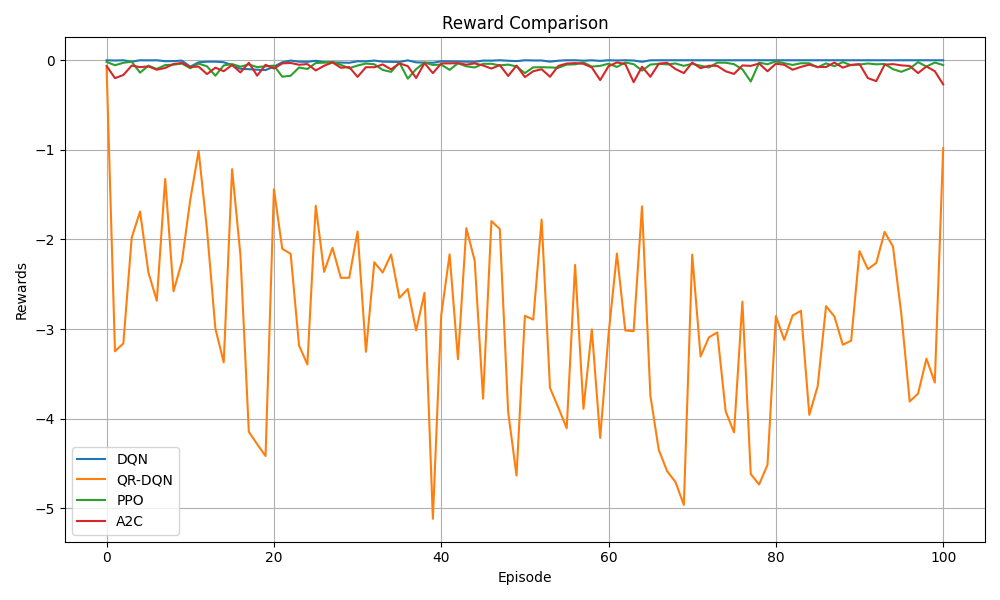 Reward Comparison
Rewards
0
−1
−2
−3
−4
−5
DQN
QR-DQN
PPO
A2C
0 20 40 60 80 100
Episode